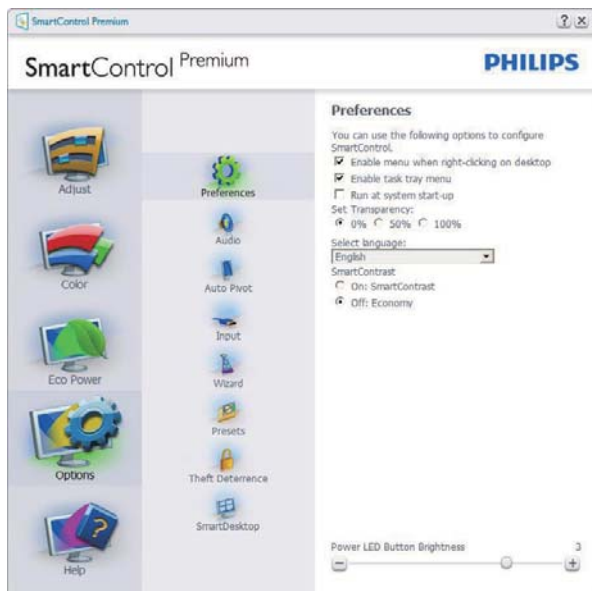 SmartControl Premium
SmartControl Premium
PHILIPS
Adjust
Color
Eco Power
Options
Help
Preferences
Audio
Auto Pivot
Input
Wizard
Presets
Theft Deterrence
SmartDesktop
Preferences
You can use the following options to configure
SmartControl.
Enable menu when right-clicking on desktop
Enable task tray menu
Run at system start-up
Set Transparency:
0% 50% 100%
Select language:
English
SmartContrast
On: SmartContrast
Off: Economy
Power LED Button Brightness 3